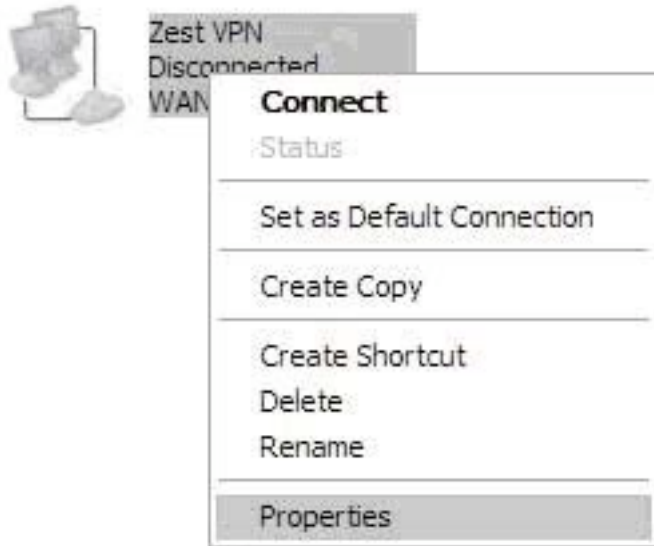 Zest VPN
Disconnected
WAN
Connect
Status
Set as Default Connection
Create Copy
Create Shortcut
Delete
Rename
Properties